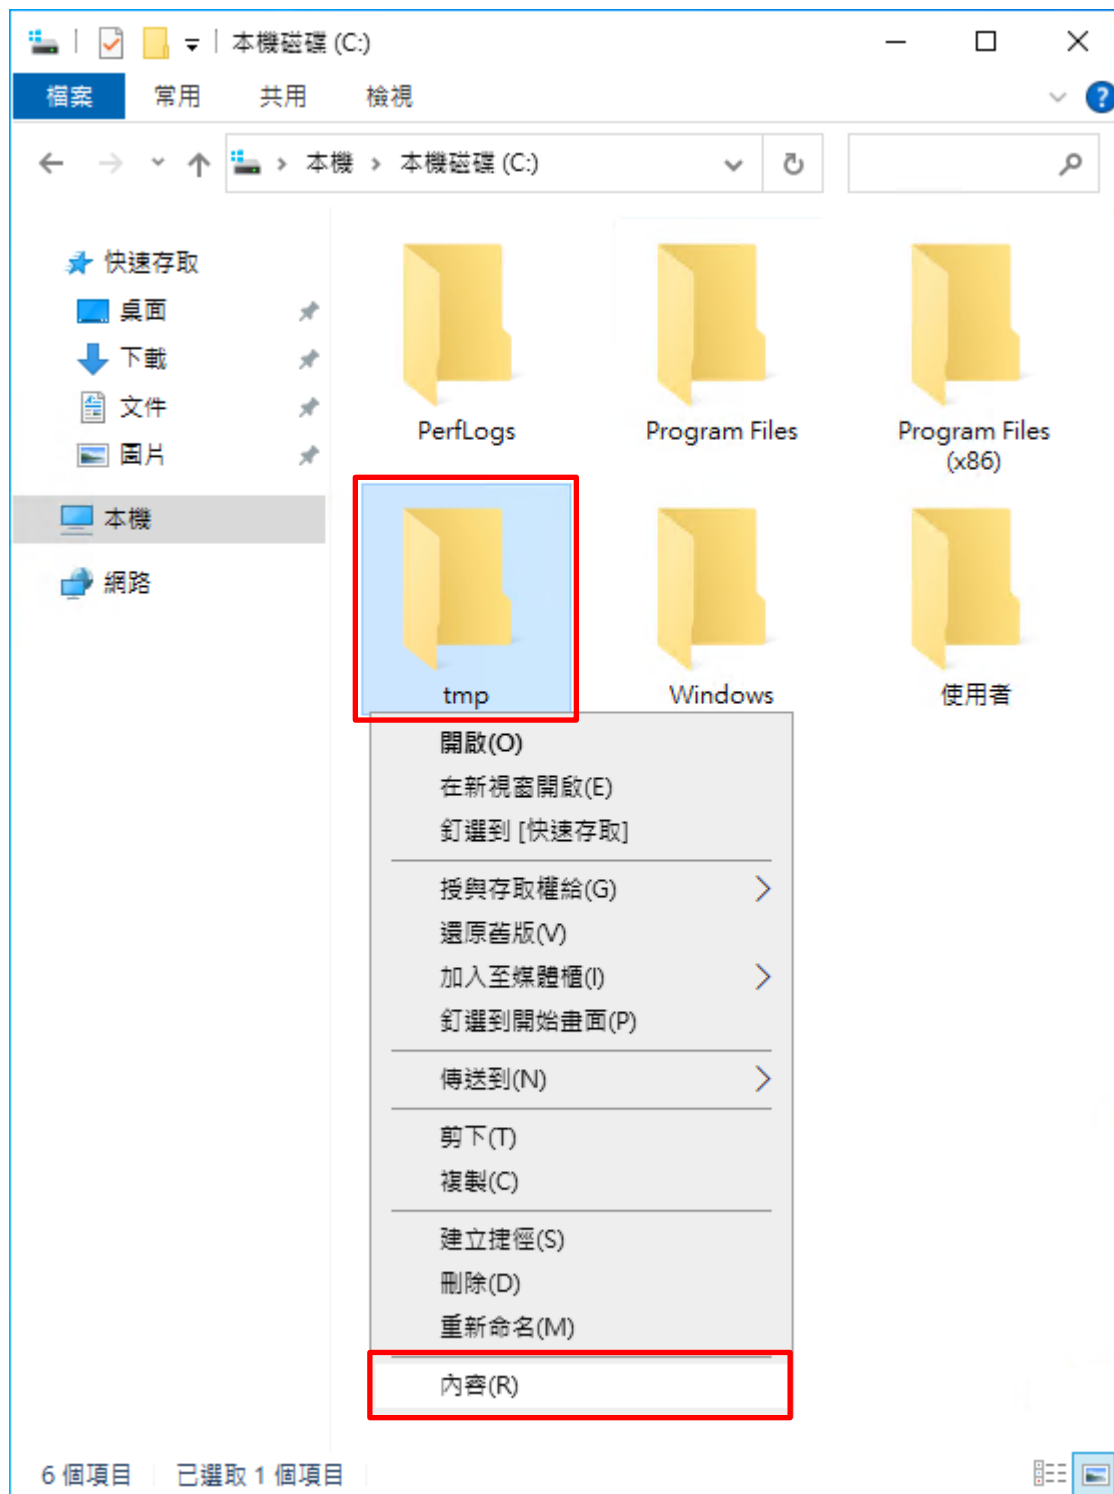 本機磁碟 (C:)
檔案 常用 共用 檢視
本機 本機磁碟 (C:)
快速存取
桌面
下載
文件
圖片
本機
網路
PerfLogs
Program Files
Program Files
(x86)
tmp
Windows
使用者
開啟(O)
在新視窗開啟(E)
釘選到 [快速存取]
授與存取權給(G)
還原舊版(V)
加入至媒體櫃(I)
釘選到開始畫面(P)
傳送到(N)
剪下(T)
複製(C)
建立捷徑(S)
刪除(D)
重新命名(M)
內容(R)
6 個項目 已選取 1 個項目